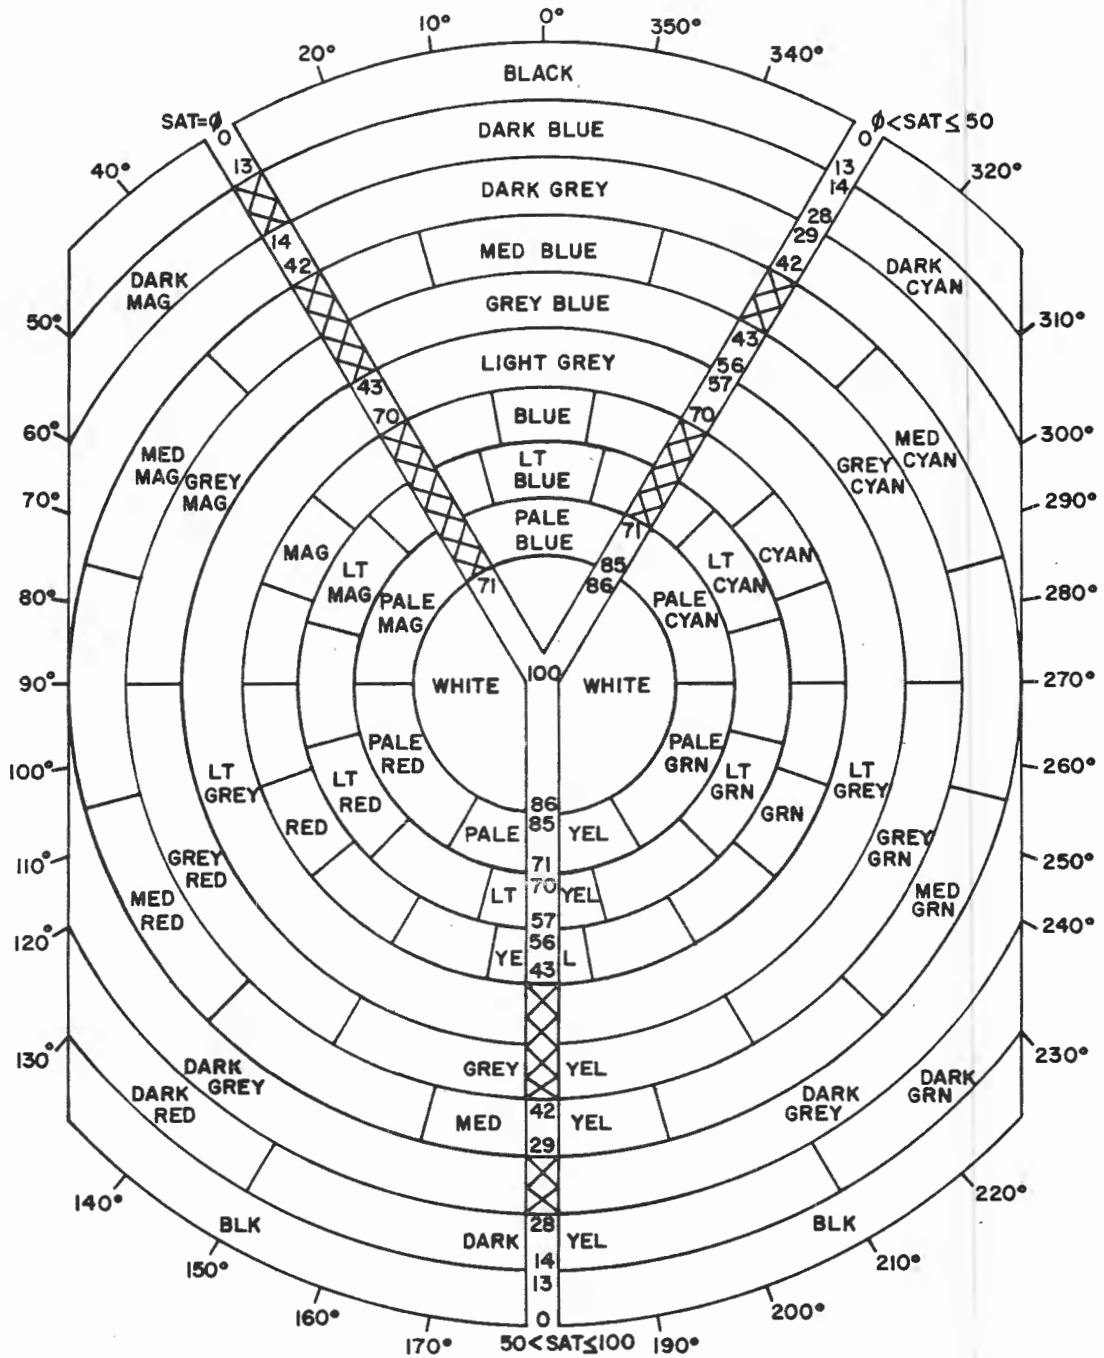 0°
10°
350°
20°
340°
BLACK
SAT=ϕ
ϕ<SAT≤50
0
0
DARK BLUE
13
13
40°
320°
14
DARK GREY
28
14
29
42
MED BLUE
42
DARK
MAG
DARK
CYAN
GREY BLUE
50°
310°
43
LIGHT GREY
56
43
57
70
BLUE
70
60°
300°
MED
MAG
MED
CYAN
LT
BLUE
GREY
MAG
GREY
CYAN
70°
290°
PALE
BLUE
71
MAG
CYAN
LT
MAG
LT
CYAN
85
71
86
80°
280°
PALE
MAG
PALE
CYAN
100
90°
WHITE
WHITE
270°
PALE
RED
PALE
GRN
100°
LT
GREY
LT
RED
LT
GRN
LT
GREY
260°
86
RED
85
GRN
PALE
YEL
110°
GREY
RED
GREY
GRN
250°
71
70
LT
YEL
MED
RED
MED
GRN
57
120°
56
240°
YE
L
43
130°
230°
DARK
GREY
GREY
YEL
DARK
GREY
DARK
RED
DARK
GRN
42
MED
YEL
29
140°
220°
BLK
28
BLK
DARK
YEL
14
150°
210°
13
160°
0
200°
170°
50<SAT≤100
190°